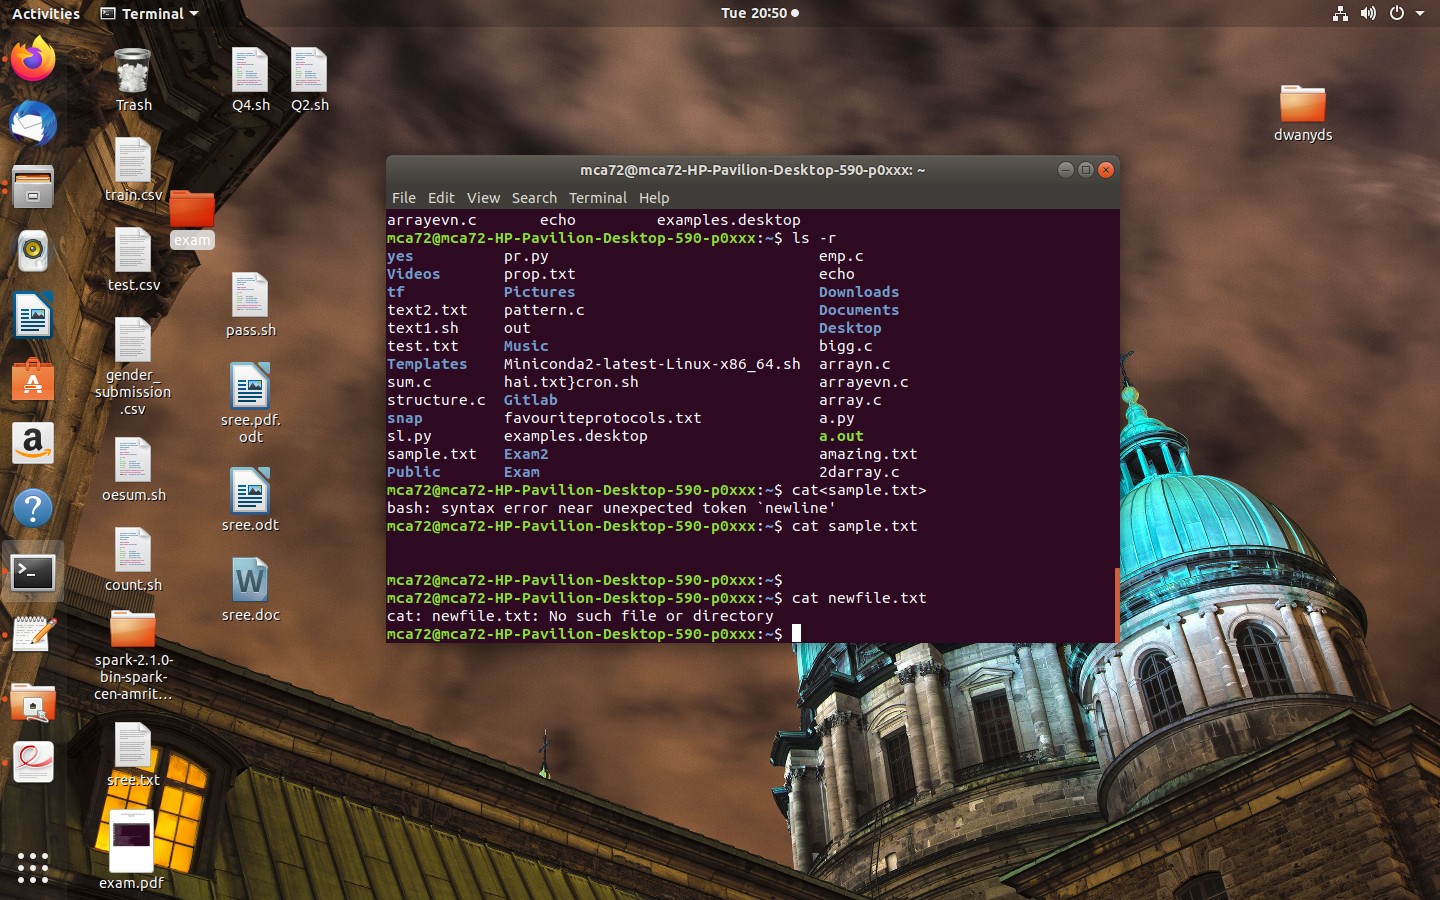 Activities Terminal Tue 20:50
Trash
Q4.sh
Q2.sh
dwanyds
train.csv
exam
test.csv
pass.sh
gender_
submission
.csv
sree.pdf.
odt
oesum.sh
sree.odt
count.sh
sree.doc
spark-2.1.0-
bin-spark-
cen-amrit...
sree.txt
exam.pdf
mca72@mca72-HP-Pavilion-Desktop-590-p0xxx: ~
File Edit View Search Terminal Help
arrayevn.c echo examples.desktop
mca72@mca72-HP-Pavilion-Desktop-590-p0xxx:~$ ls -r
yes pr.py emp.c
Videos prop.txt echo
tf Pictures Downloads
text2.txt pattern.c Documents
text1.sh out Desktop
test.txt Music bigg.c
Templates Miniconda2-latest-Linux-x86_64.sh arrayn.c
sum.c hai.txt}cron.sh arrayevn.c
structure.c Gitlab array.c
snap favouriteprotocols.txt a.py
sl.py examples.desktop a.out
sample.txt Exam2 amazing.txt
Public Exam 2darray.c
mca72@mca72-HP-Pavilion-Desktop-590-p0xxx:~$ cat<sample.txt>
bash: syntax error near unexpected token `newline'
mca72@mca72-HP-Pavilion-Desktop-590-p0xxx:~$ cat sample.txt
mca72@mca72-HP-Pavilion-Desktop-590-p0xxx:~$
mca72@mca72-HP-Pavilion-Desktop-590-p0xxx:~$ cat newfile.txt
cat: newfile.txt: No such file or directory
mca72@mca72-HP-Pavilion-Desktop-590-p0xxx:~$